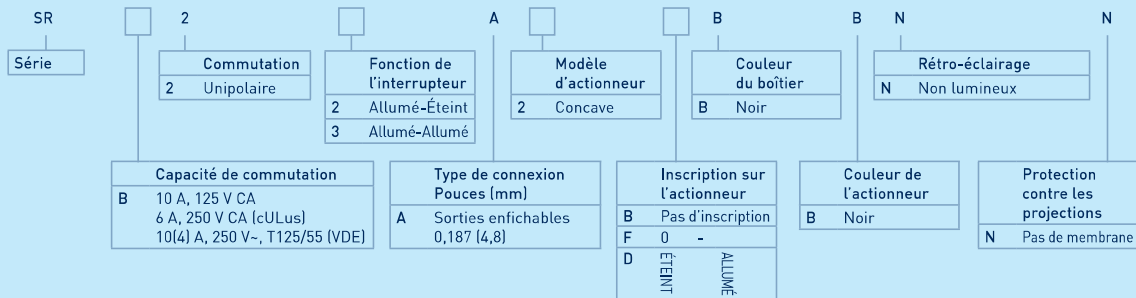 SR 2 A B B N N
Série
Commutation
2 Unipolaire
Fonction de
l'interrupteur
2 Allumé-Éteint
3 Allumé-Allumé
Modèle
d'actionneur
2 Concave
Couleur
du boîtier
B Noir
Rétro-éclairage
N Non lumineux
Capacité de commutation
B 10 A, 125 V CA
6 A, 250 V CA (cULus)
10(4) A, 250 V~, T125/55 (VDE)
Type de connexion
Pouces (mm)
A Sorties enfichables
0,187 (4,8)
Inscription sur
l'actionneur
B Pas d'inscription
F 0 -
D ÉTEINT ALLUMÉ
Couleur de
l'actionneur
B Noir
Protection
contre les
projections
N Pas de membrane